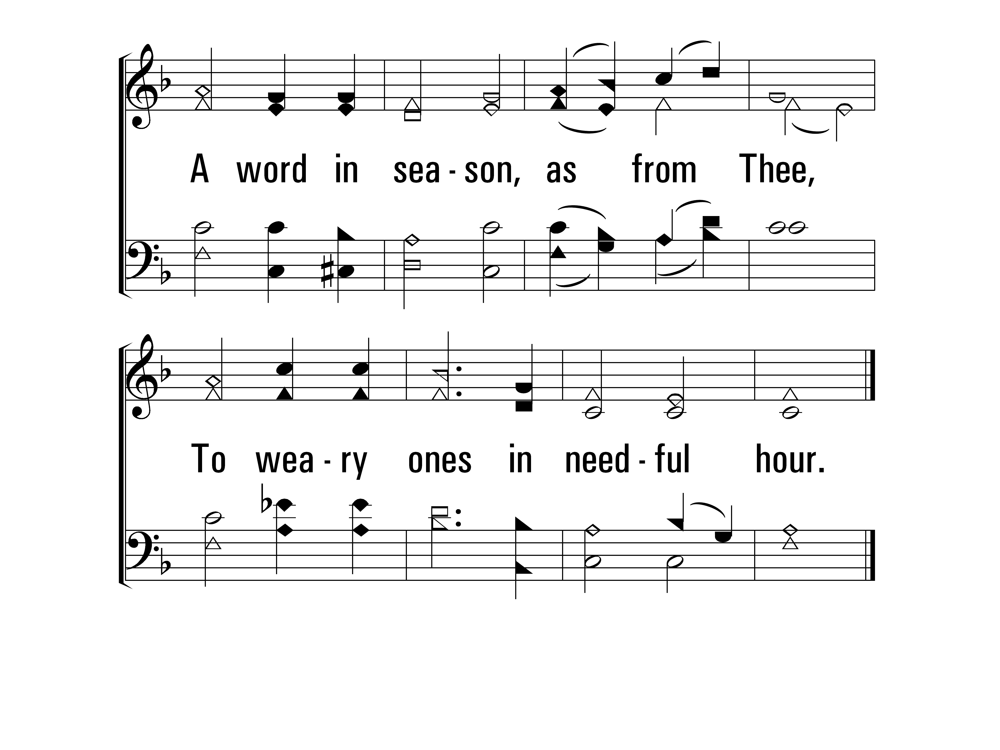 A word in sea - son, as from Thee,
To wea - ry ones in need - ful hour.